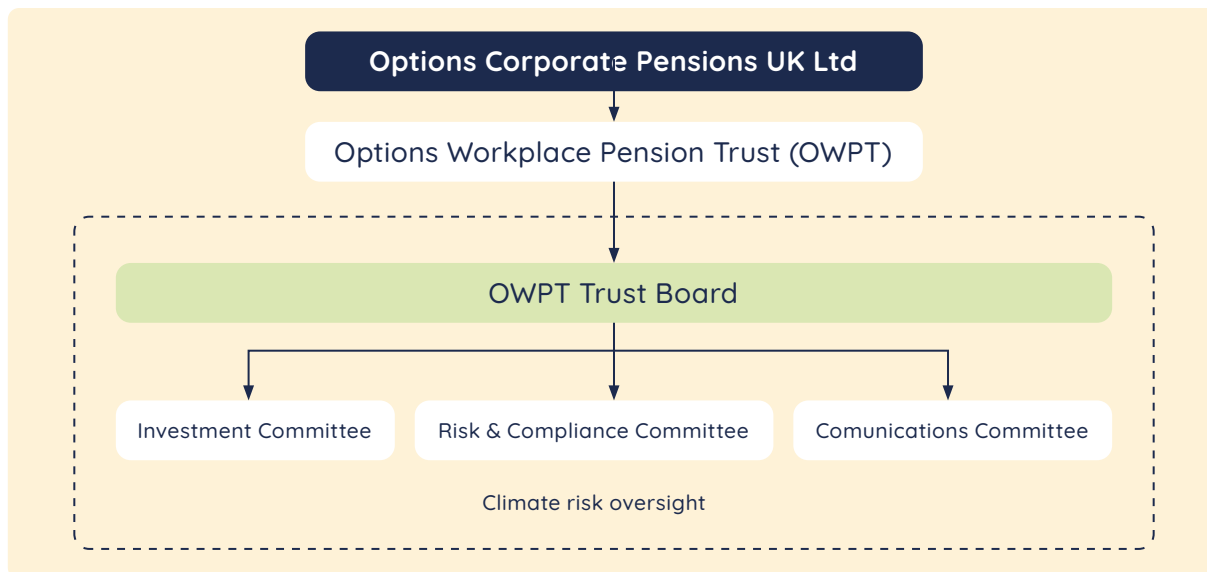 Options Corporate Pensions UK Ltd
Options Workplace Pension Trust (OWPT)
OWPT Trust Board
Investment Committee
Risk & Compliance Committee
Comunications Committee
Climate risk oversight